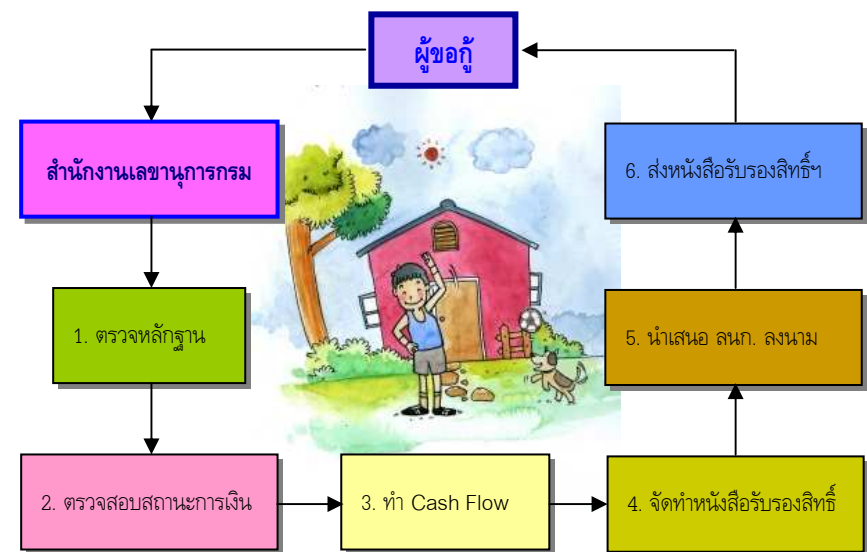 ผู้ขอกู้
สำนักงานเลขานุการกรม
1. ตรวจหลักฐาน
2. ตรวจสอบสถานะการเงิน
3. ทำ Cash Flow
4. จัดทำหนังสือรับรองสิทธิ์
5. นำเสนอ ลนก. ลงนาม
6. ส่งหนังสือรับรองสิทธิ์ฯ